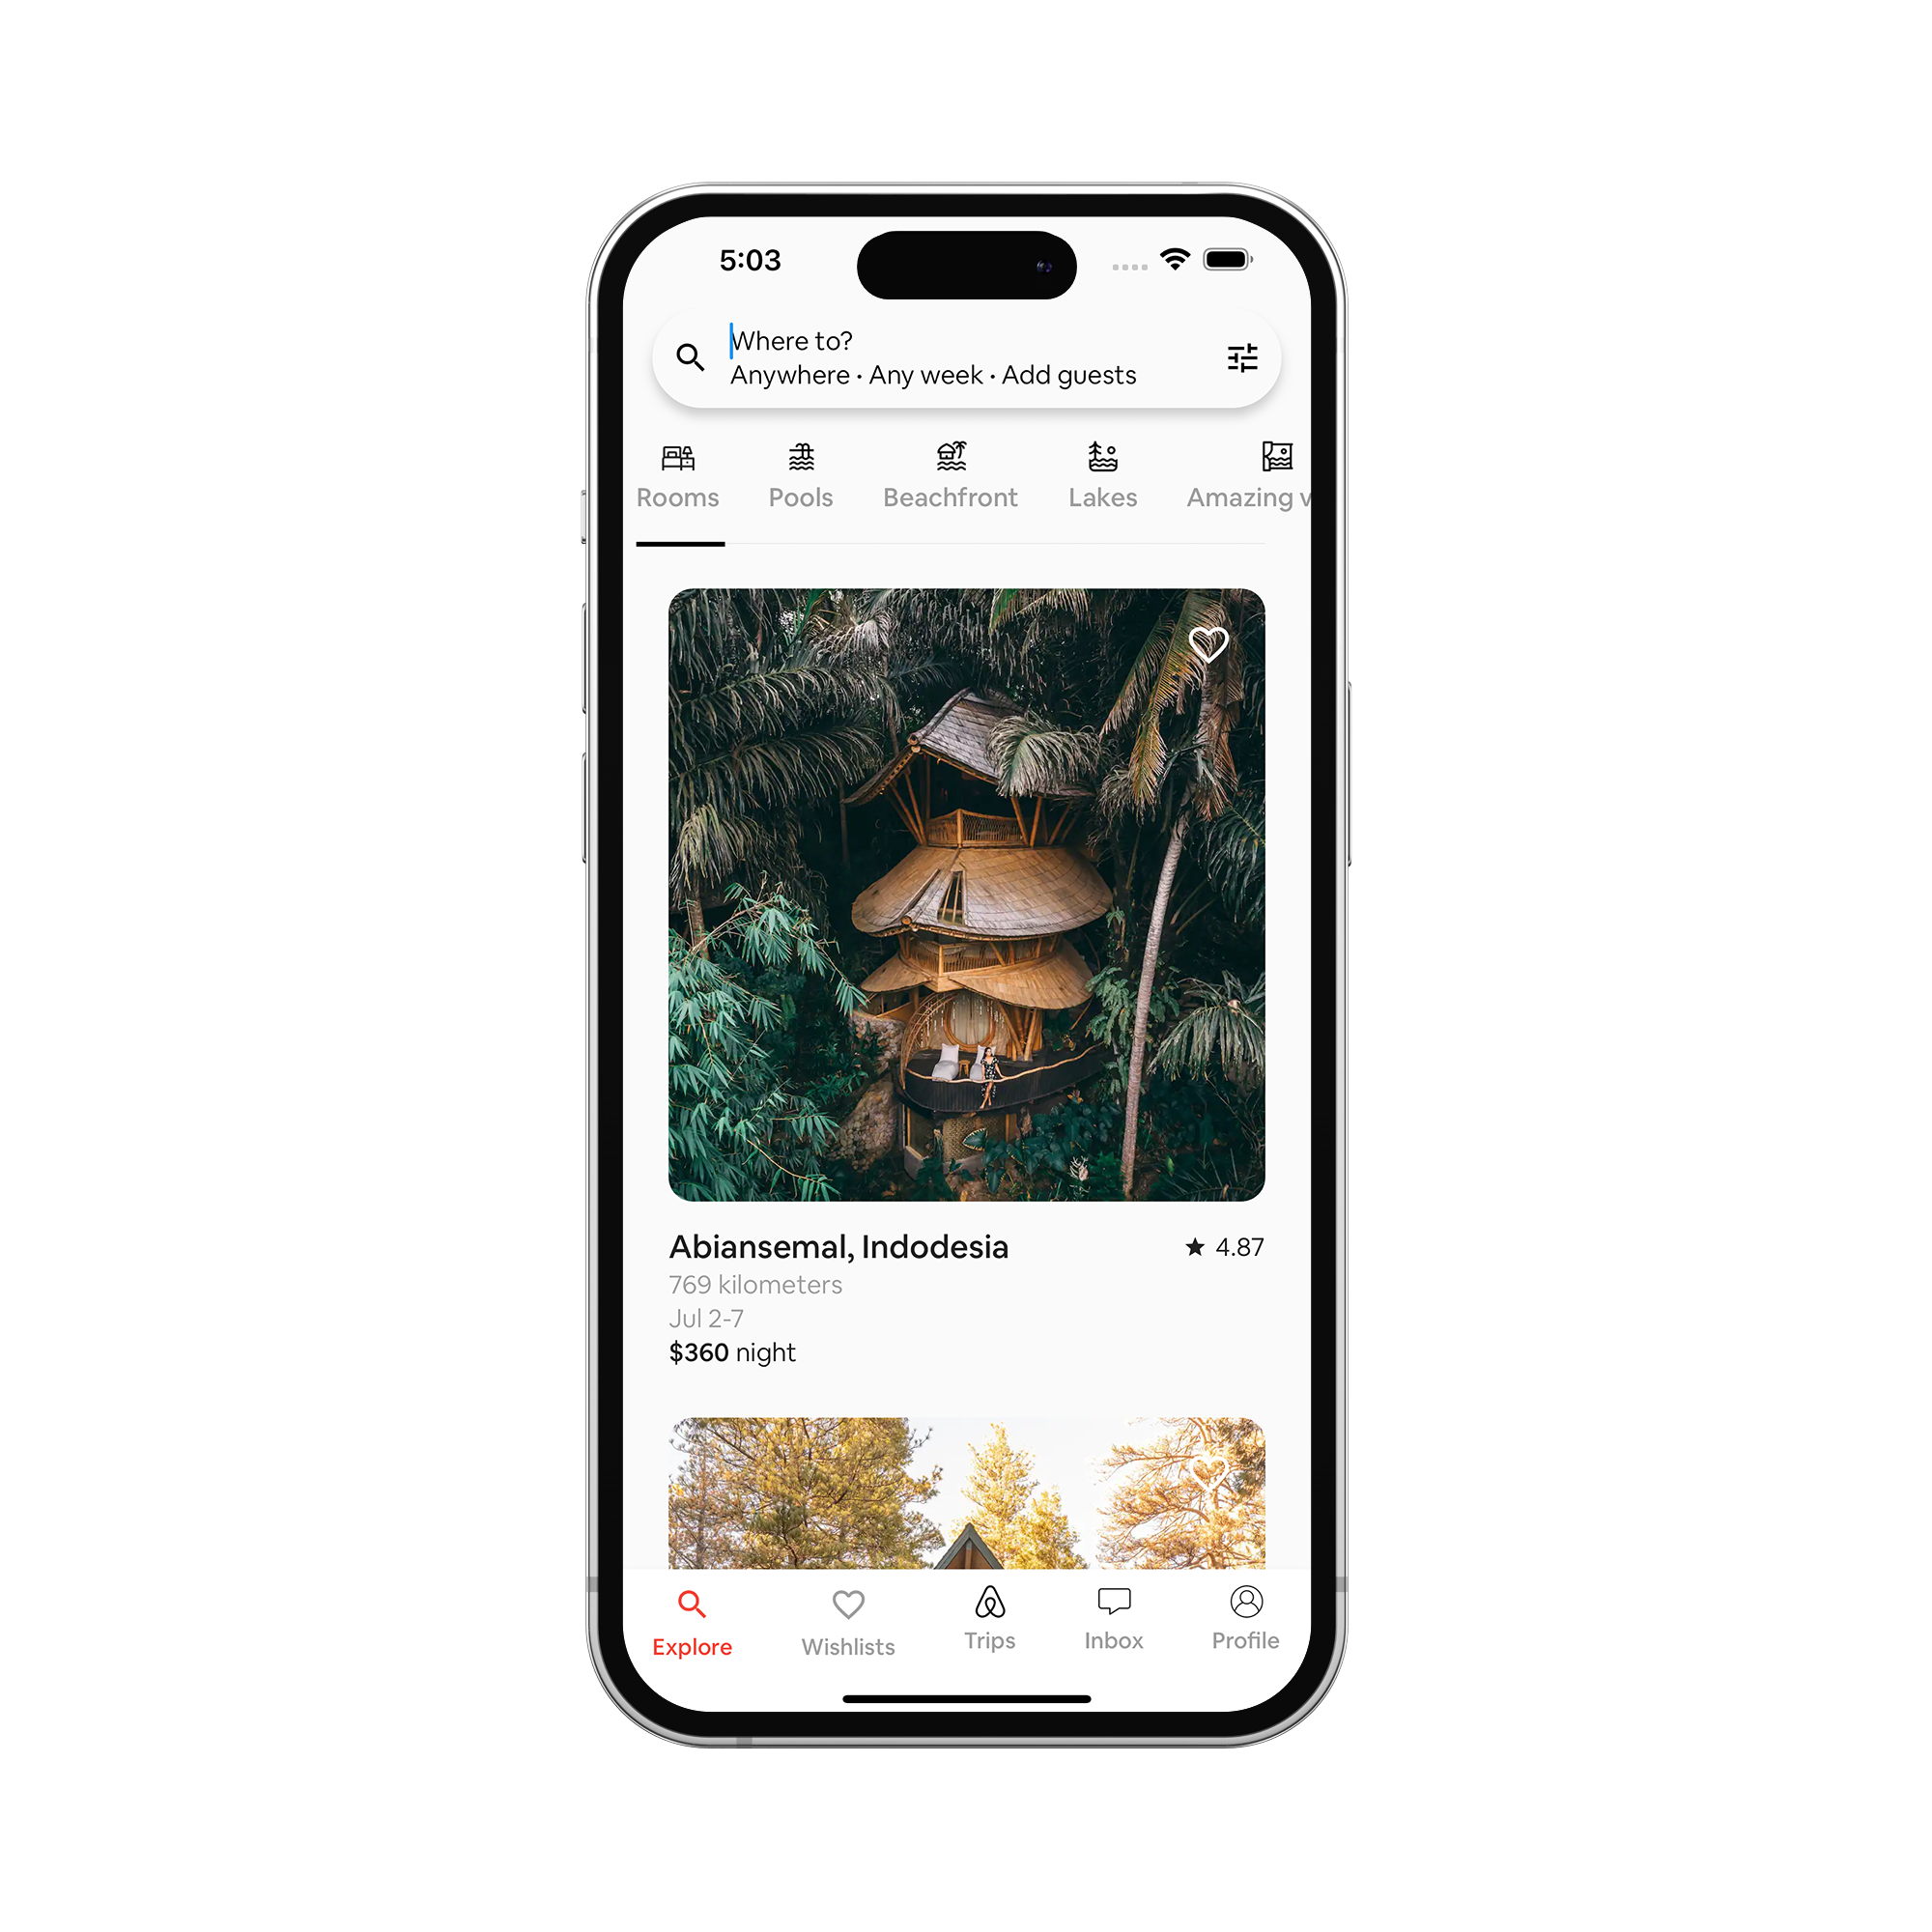 5:03
Where to?
Anywhere · Any week · Add guests
Rooms
Pools
Beachfront
Lakes
Amazing v
Abiansemal, Indodesia
★ 4.87
769 kilometers
Jul 2-7
$360 night
Explore
Wishlists
Trips
Inbox
Profile